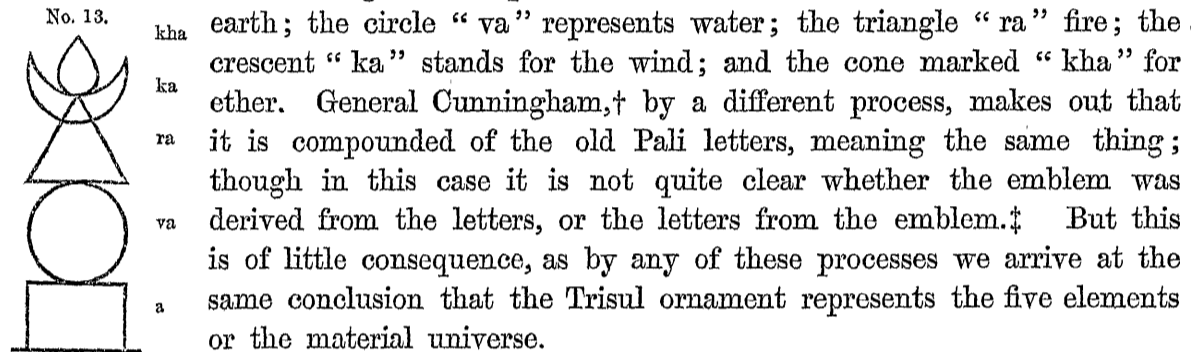 No. 13.
kha
ka
ra
va
a
earth; the circle “ va ” represents water; the triangle “ ra ” fire; the
crescent “ ka ” stands for the wind; and the cone marked “ kha ” for
ether. General Cunningham,† by a different process, makes out that
it is compounded of the old Pali letters, meaning the same thing;
though in this case it is not quite clear whether the emblem was
derived from the letters, or the letters from the emblem.‡ But this
is of little consequence, as by any of these processes we arrive at the
same conclusion that the Trisul ornament represents the five elements
or the material universe.